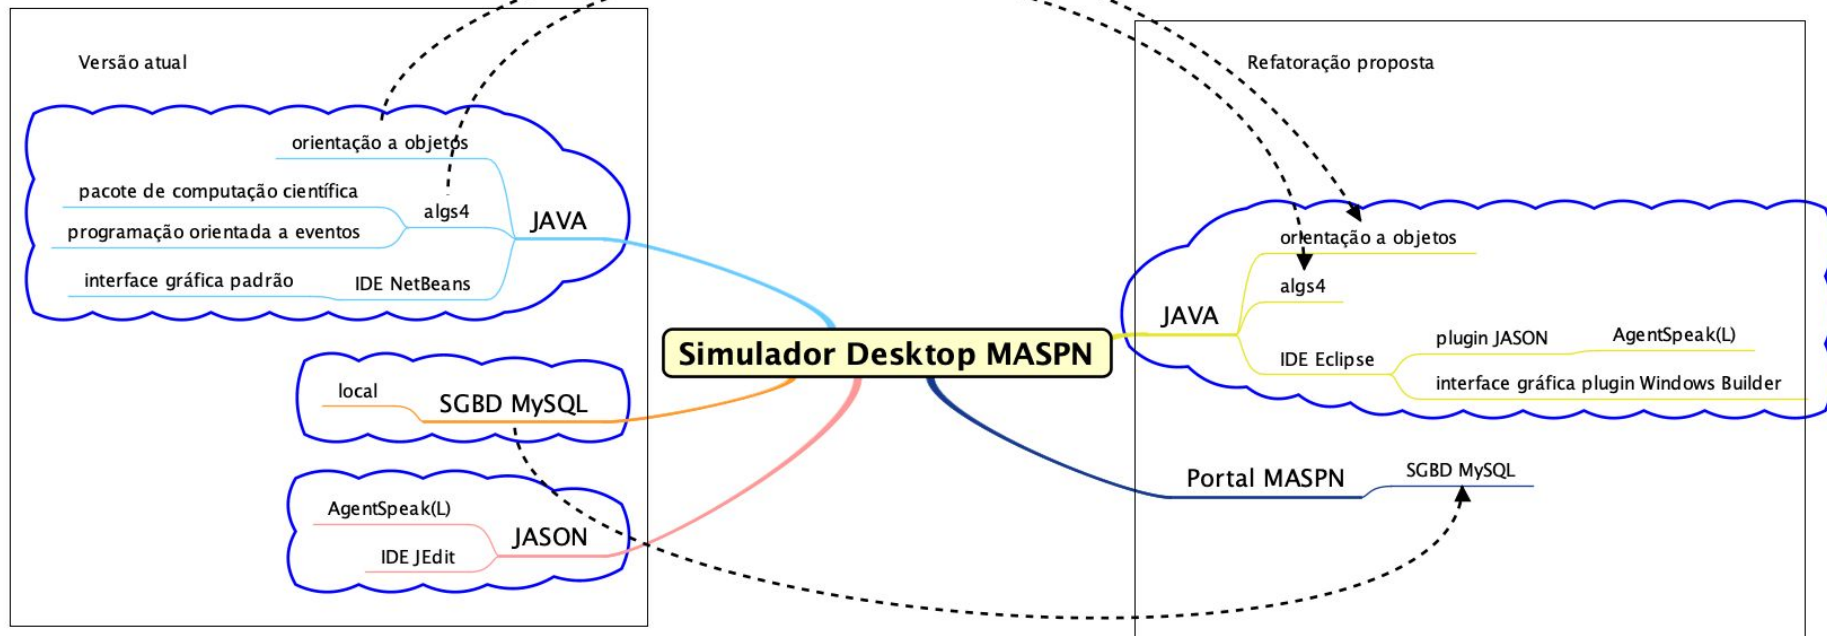 Versão atual
orientação a objetos
pacote de computação científica
algs4
programação orientada a eventos
JAVA
interface gráfica padrão
IDE NetBeans
local
SGBD MySQL
AgentSpeak(L)
JASON
IDE JEdit
Simulador Desktop MASPN
Refatoração proposta
orientação a objetos
algs4
JAVA
IDE Eclipse
plugin JASON
AgentSpeak(L)
interface gráfica plugin Windows Builder
Portal MASPN
SGBD MySQL